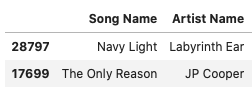 Song Name Artist Name
28797 Navy Light Labyrinth Ear
17699 The Only Reason JP Cooper